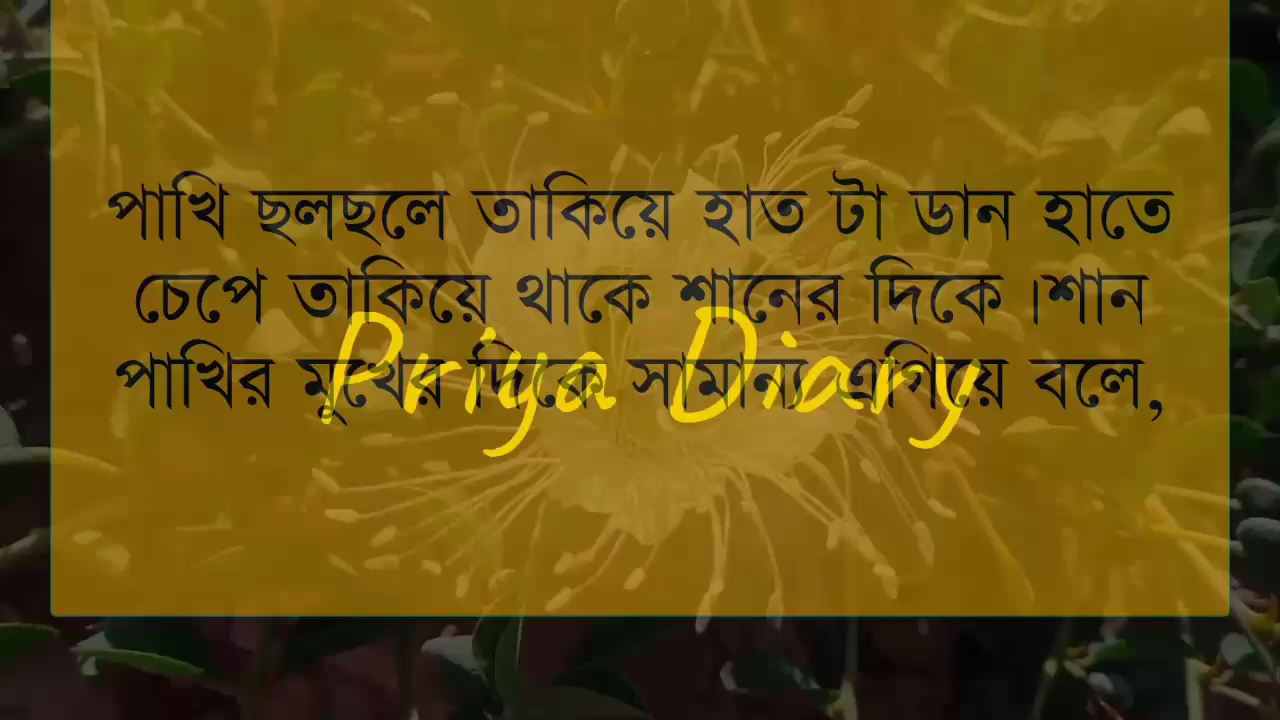 পাখি ছলছলে তাকিয়ে হাত টা ডান হাতে
চেপে তাকিয়ে থাকে শানের দিকে।শান
পাখির মুখের দিকে সামান্য এগিয়ে বলে,
Priya Diary